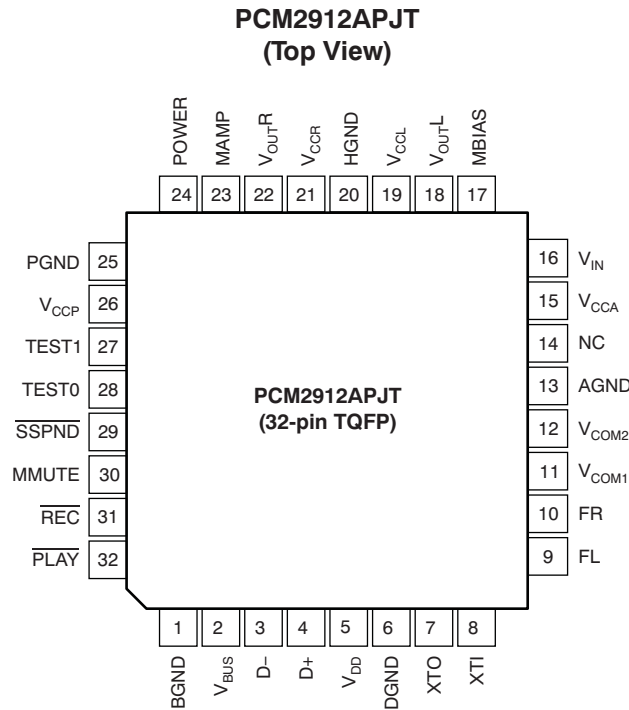 PCM2912APJT
(Top View)
POWER
MAMP
VOUTR
VCCR
HGND
VCCL
VOUTL
MBIAS
24 23 22 21 20 19 18 17
PGND 25
VCCP 26
TEST1 27
TEST0 28
SSPND 29
MMUTE 30
REC 31
PLAY 32
PCM2912APJT
(32-pin TQFP)
16 VIN
15 VCCA
14 NC
13 AGND
12 VCOM2
11 VCOM1
10 FR
9 FL
1 2 3 4 5 6 7 8
BGND
VBUS
D−
D+
VDD
DGND
XTO
XTI